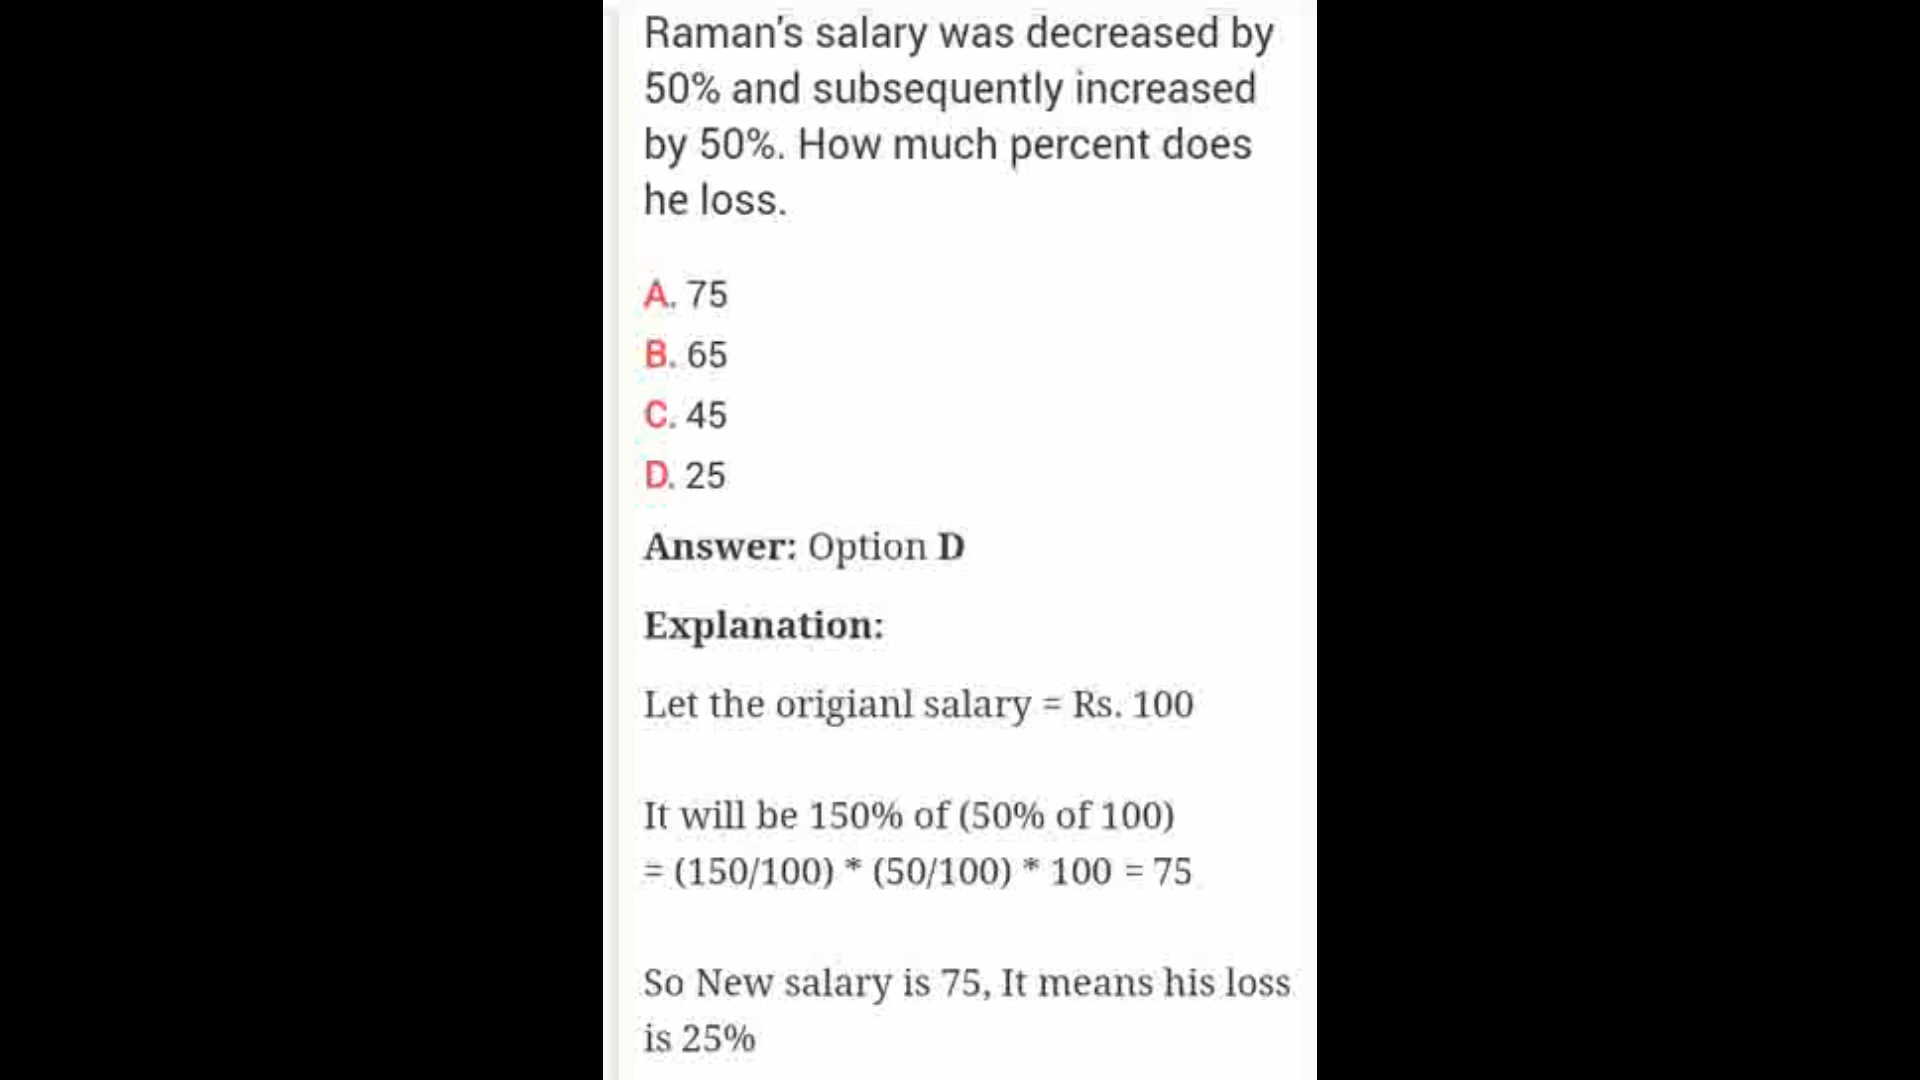 Raman's salary was decreased by
50% and subsequently increased
by 50%. How much percent does
he loss.
A. 75
B. 65
C. 45
D. 25
Answer: Option D
Explanation:
Let the origianl salary = Rs. 100
It will be 150% of (50% of 100)
= (150/100) * (50/100) * 100 = 75
So New salary is 75, It means his loss
is 25%